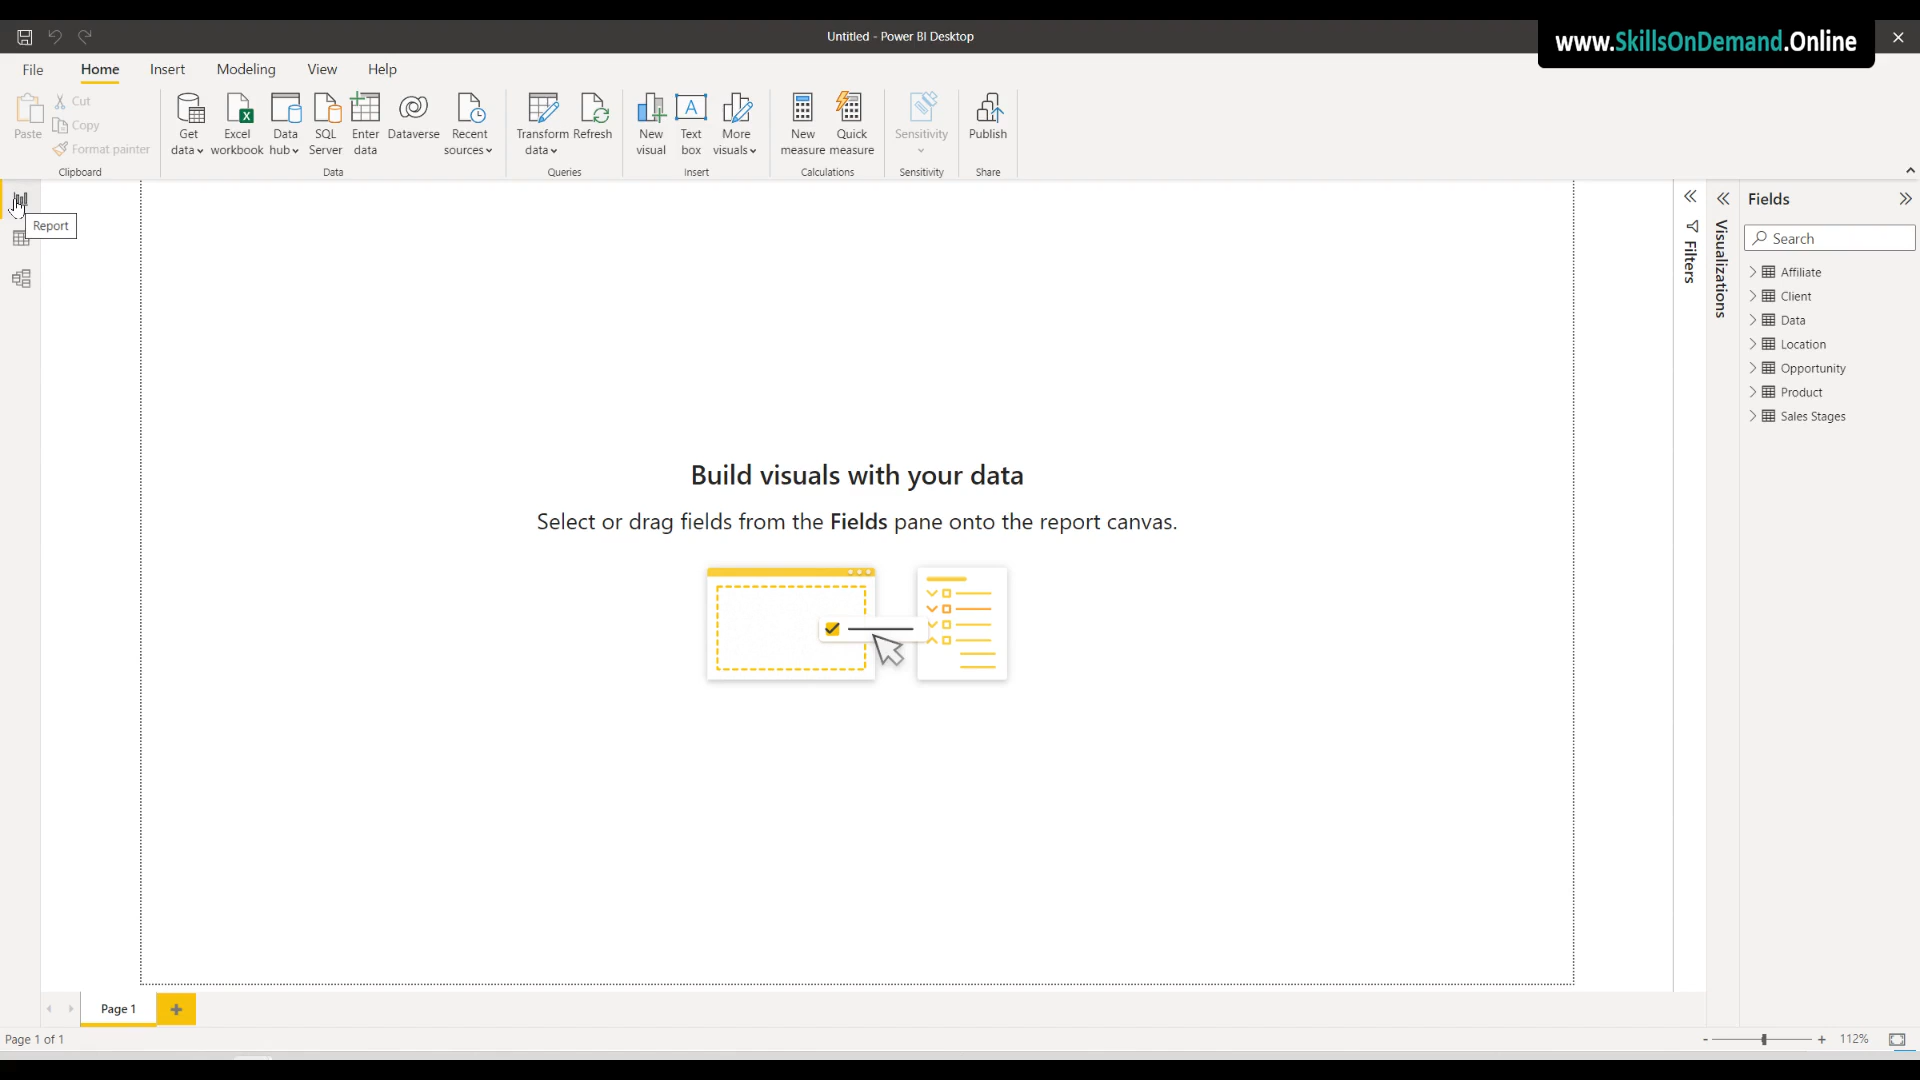 Untitled - Power BI Desktop
www.SkillsOnDemand.Online
File
Home
Insert
Modeling
View
Help
Paste
Cut
Copy
Format painter
Clipboard
Get data
Excel workbook
Data hub
SQL Server
Enter data
Dataverse
Recent sources
Data
Transform data
Refresh
Queries
New visual
Text box
More visuals
Insert
New measure
Quick measure
Calculations
Sensitivity
Sensitivity
Publish
Share
Report
Build visuals with your data
Select or drag fields from the Fields pane onto the report canvas.
Filters
Visualizations
Fields
Search
Affiliate
Client
Data
Location
Opportunity
Product
Sales Stages
Page 1
Page 1 of 1
112%